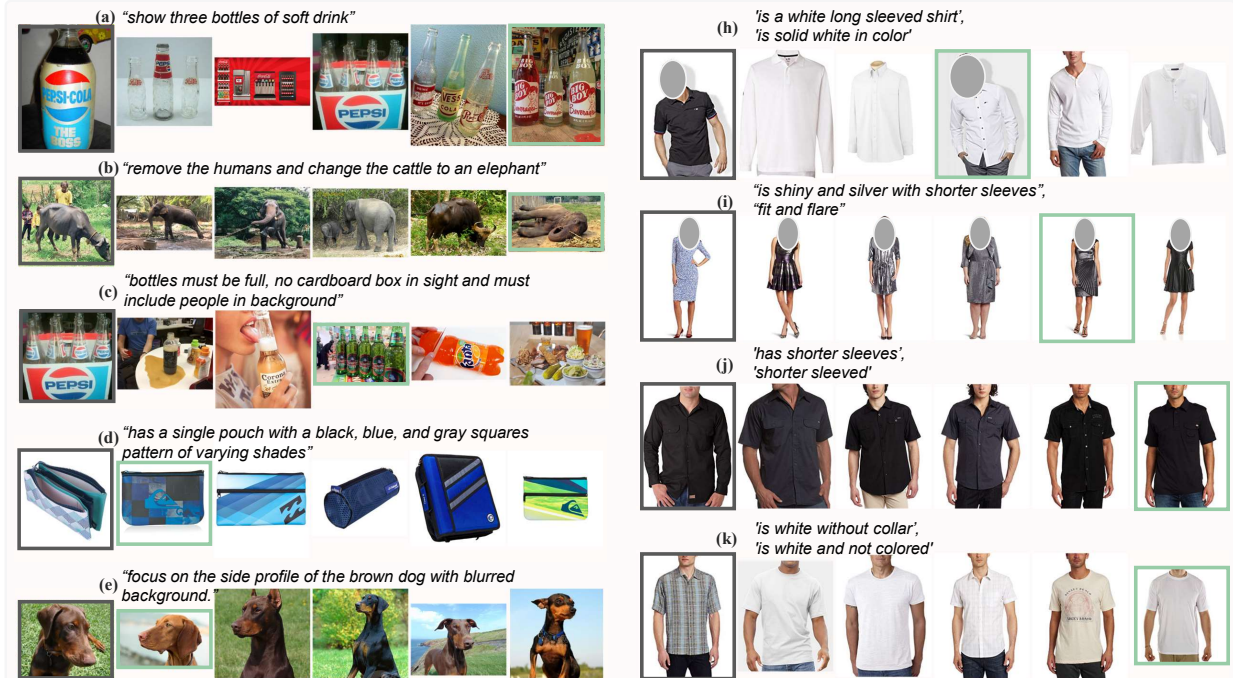 (a) “show three bottles of soft drink”
PEPSI-COLA
THE
BOSS
PEPSI
BIG
BOY
BIG
BOY
(b) “remove the humans and change the cattle to an elephant”
(c) “bottles must be full, no cardboard box in sight and must
include people in background”
PEPSI
Corona
(d) “has a single pouch with a black, blue, and gray squares
pattern of varying shades”
(e) “focus on the side profile of the brown dog with blurred
background.”
(h) 'is a white long sleeved shirt’,
'is solid white in color'
(i) “is shiny and silver with shorter sleeves”,
“fit and flare”
(j) 'has shorter sleeves’,
'shorter sleeved'
(k) 'is white without collar’,
'is white and not colored'